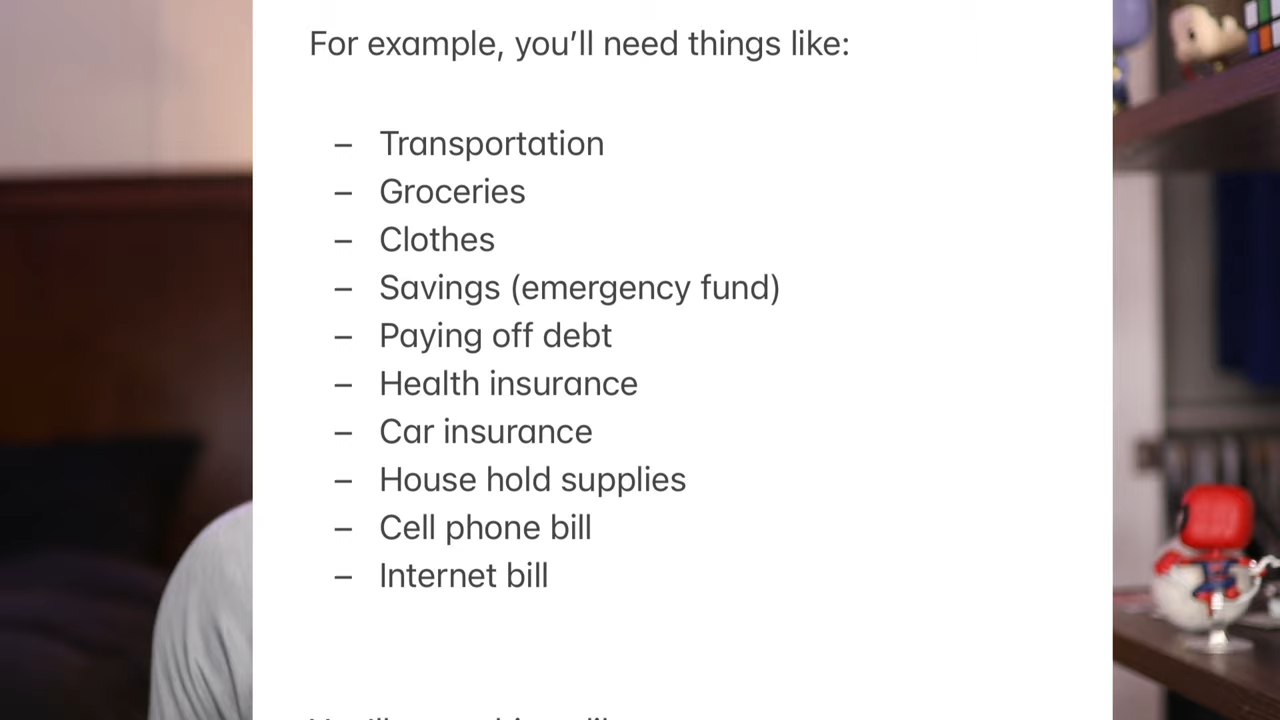 For example, you’ll need things like:
– Transportation
– Groceries
– Clothes
– Savings (emergency fund)
– Paying off debt
– Health insurance
– Car insurance
– House hold supplies
– Cell phone bill
– Internet bill